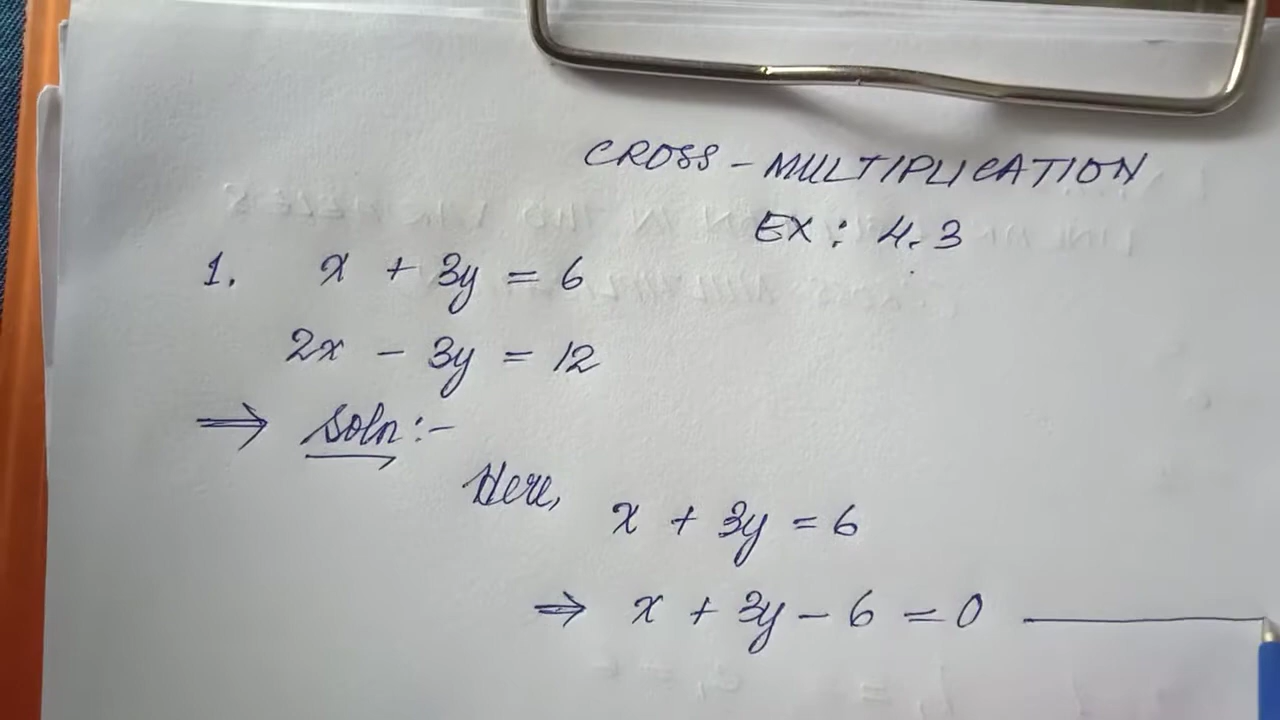 CROSS - MULTIPLICATION
EX: 4.3
1. x + 3y = 6
2x - 3y = 12
⇒ Soln:-
Here,
x + 3y = 6
⇒ x + 3y - 6 = 0